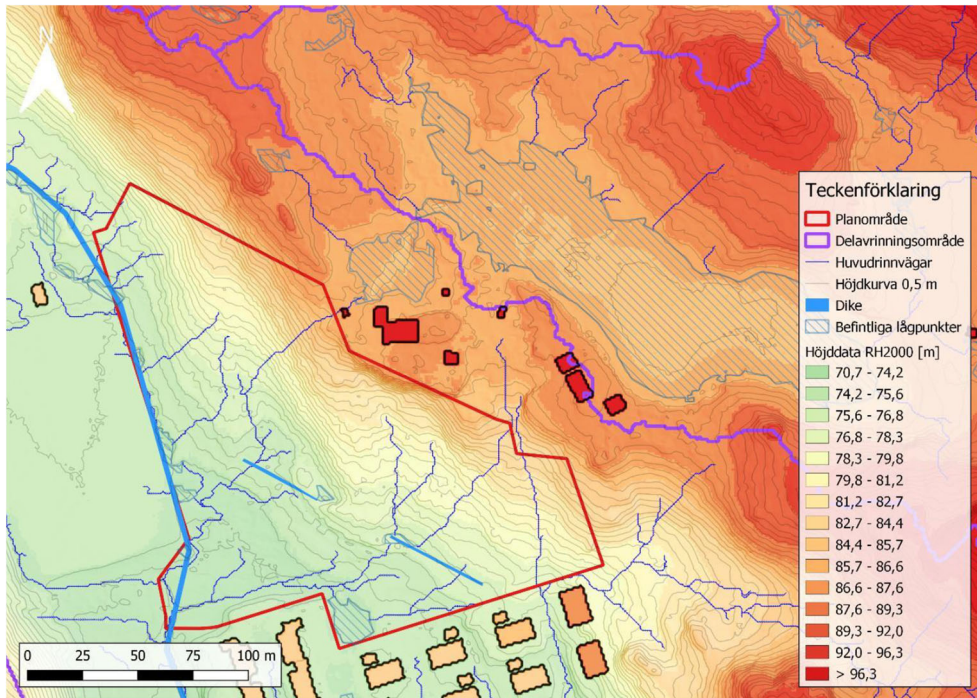 N
Teckenförklaring
Planområde
Delavrinningsområde
Huvudrinnvägar
Höjdkurva 0,5 m
Dike
Befintliga lågpunkter
Höjddata RH2000 [m]
70,7 - 74,2
74,2 - 75,6
75,6 - 76,8
76,8 - 78,3
78,3 - 79,8
79,8 - 81,2
81,2 - 82,7
82,7 - 84,4
84,4 - 85,7
85,7 - 86,6
86,6 - 87,6
87,6 - 89,3
89,3 - 92,0
92,0 - 96,3
> 96,3
0 25 50 75 100 m